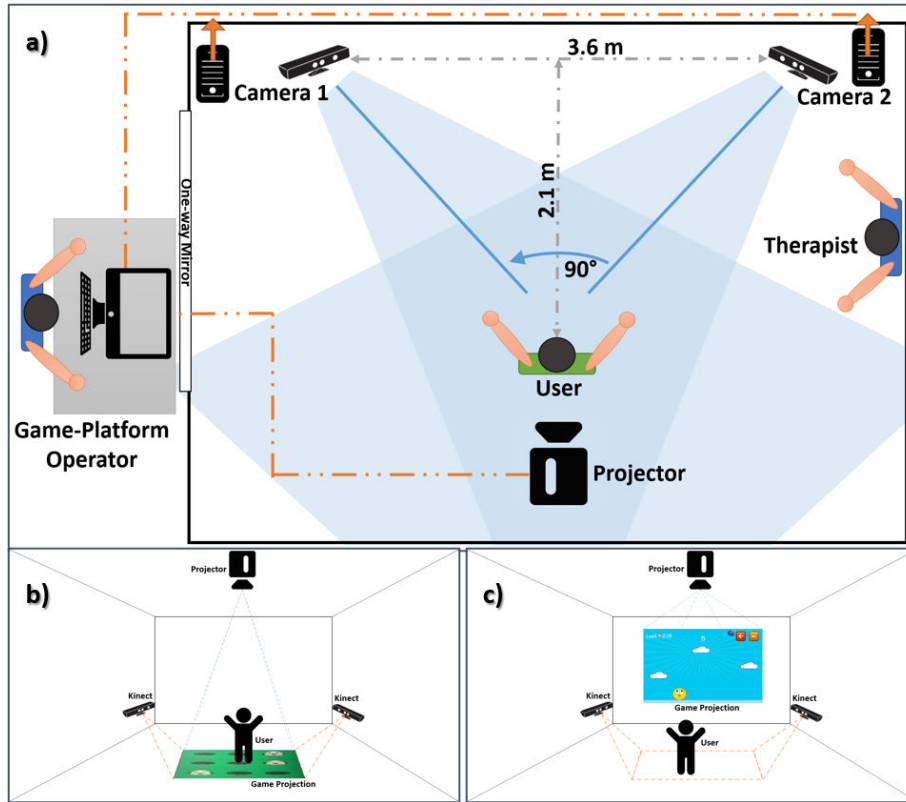 a)
3.6 m
Camera 1
Camera 2
One-way Mirror
2.1 m
Therapist
90°
User
Game-Platform
Operator
Projector
b)
Projector
Kinect
Kinect
User
Game Projection
c)
Projector
5
Game Projection
Kinect
Kinect
User